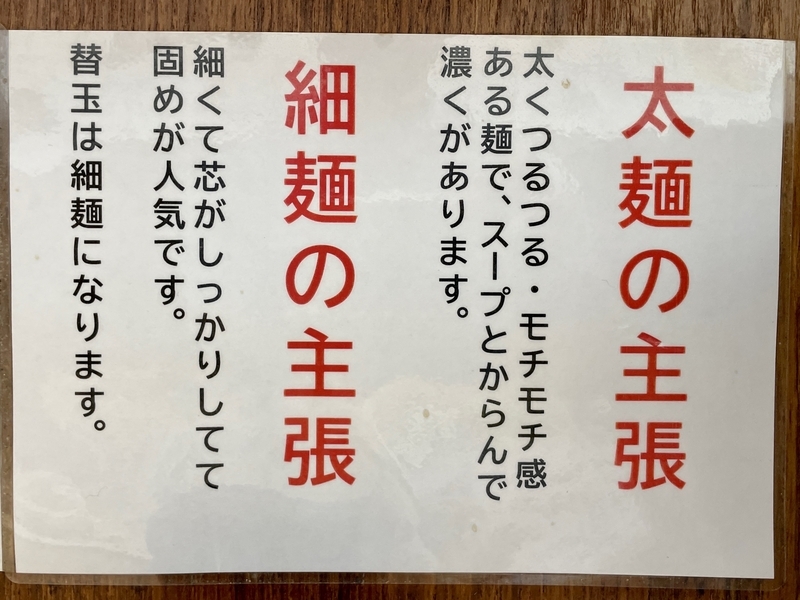 太麺の主張
太くつるつる・モチモチ感
ある麺で、スープとからんで
濃くがあります。
細麺の主張
細くて芯がしっかりしてて
固めが人気です。
替玉は細麺になります。